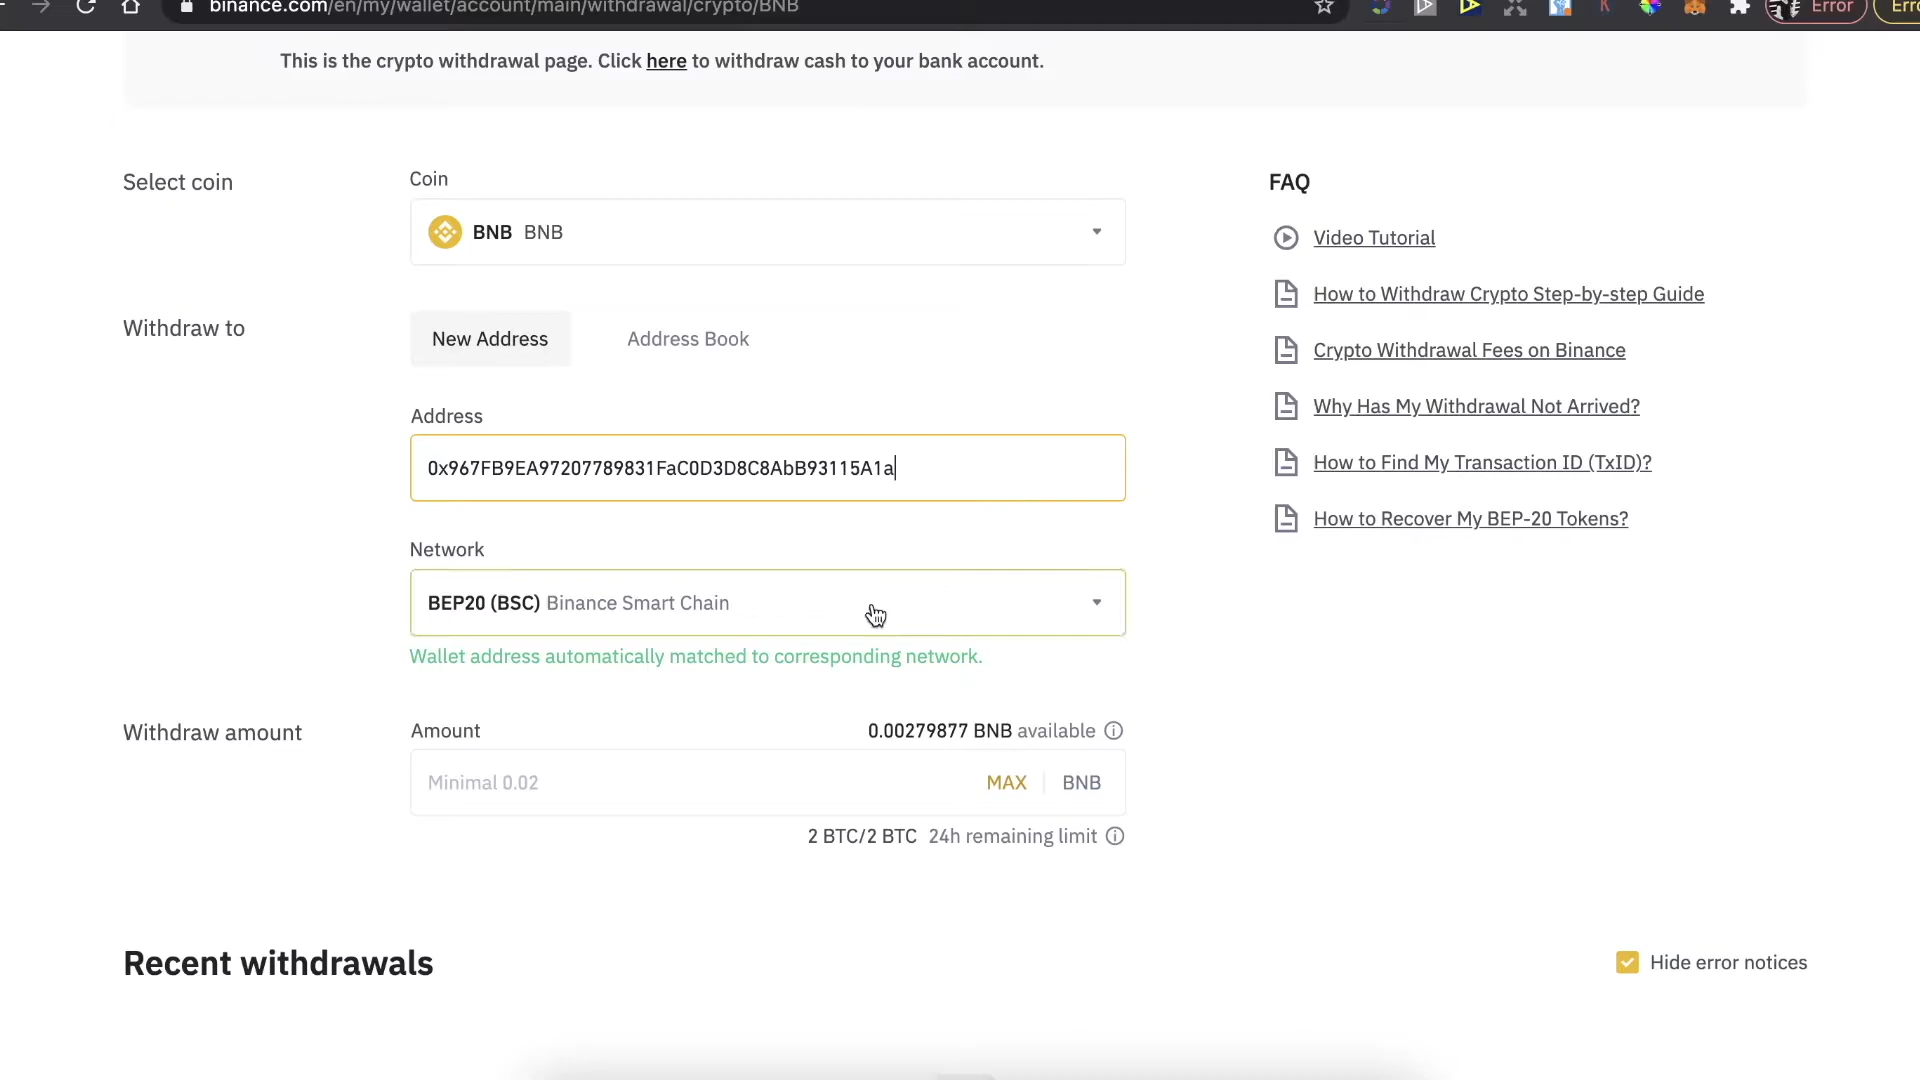 binance.com/en/my/wallet/account/main/withdrawal/crypto/BNB
Error
Erro
This is the crypto withdrawal page. Click here to withdraw cash to your bank account.
Select coin
Coin
BNB BNB
Withdraw to
New Address
Address Book
Address
0x967FB9EA97207789831FaC0D3D8C8AbB93115A1a
Network
BEP20 (BSC) Binance Smart Chain
Wallet address automatically matched to corresponding network.
Withdraw amount
Amount
0.00279877 BNB available
Minimal 0.02
MAX
BNB
2 BTC/2 BTC 24h remaining limit
FAQ
Video Tutorial
How to Withdraw Crypto Step-by-step Guide
Crypto Withdrawal Fees on Binance
Why Has My Withdrawal Not Arrived?
How to Find My Transaction ID (TxID)?
How to Recover My BEP-20 Tokens?
Recent withdrawals
Hide error notices